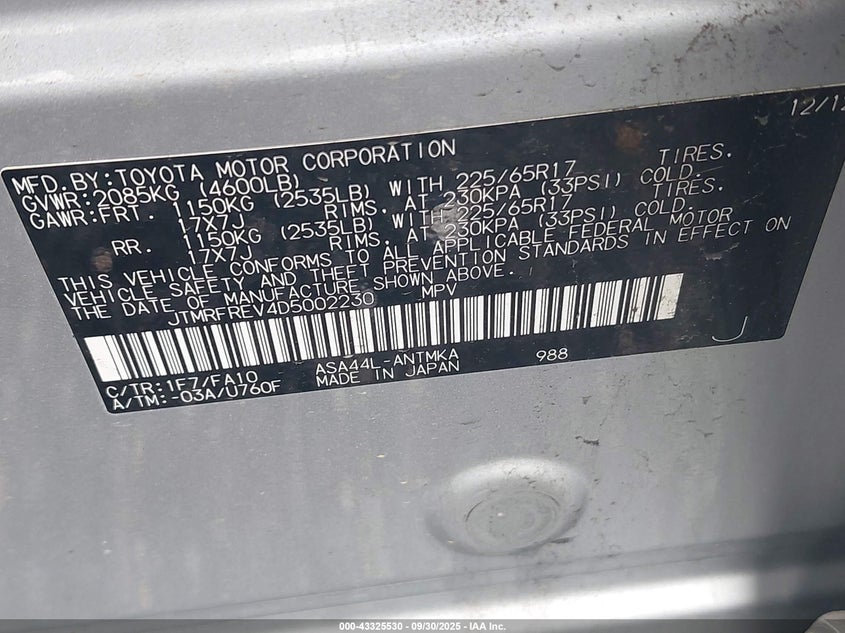 12/12
MFD. BY: TOYOTA MOTOR CORPORATION
GVWR: 2085KG (4600LB)
GAWR: FRT. 1150KG (2535LB) WITH 225/65R17 TIRES.
17X7J RIMS. AT 230KPA (33PSI) COLD.
RR. 1150KG (2535LB) WITH 225/65R17 TIRES.
17X7J RIMS. AT 230KPA (33PSI) COLD.
THIS VEHICLE CONFORMS TO ALL APPLICABLE FEDERAL MOTOR
VEHICLE SAFETY AND THEFT PREVENTION STANDARDS IN EFFECT ON
THE DATE OF MANUFACTURE SHOWN ABOVE.
JTMRFREV4D5002230 MPV
J
C/TR:1F7/FA10 ASA44L-ANTMKA 988
A/TM:-03A/U760F MADE IN JAPAN
000-43325530 - 09/30/2025 - IAA Inc.